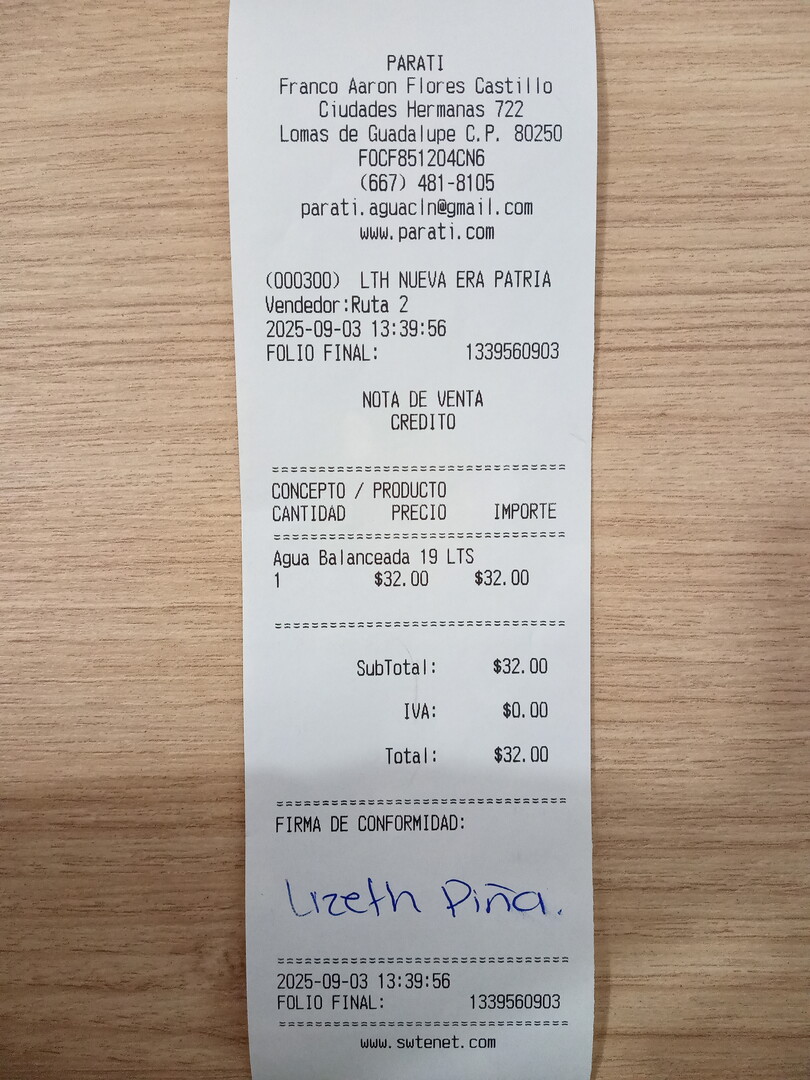 PARATI
Franco Aaron Flores Castillo
Ciudades Hermanas 722
Lomas de Guadalupe C.P. 80250
FOCF851204CN6
(667) 481-8105
parati.aguacln@gmail.com
www.parati.com
(000300) LTH NUEVA ERA PATRIA
Vendedor:Ruta 2
2025-09-03 13:39:56
FOLIO FINAL: 1339560903
NOTA DE VENTA
CREDITO
CONCEPTO / PRODUCTO
CANTIDAD PRECIO IMPORTE
Agua Balanceada 19 LTS
1 $32.00 $32.00
SubTotal: $32.00
IVA: $0.00
Total: $32.00
FIRMA DE CONFORMIDAD:
Lizeth Piña.
2025-09-03 13:39:56
FOLIO FINAL: 1339560903
www.swtenet.com